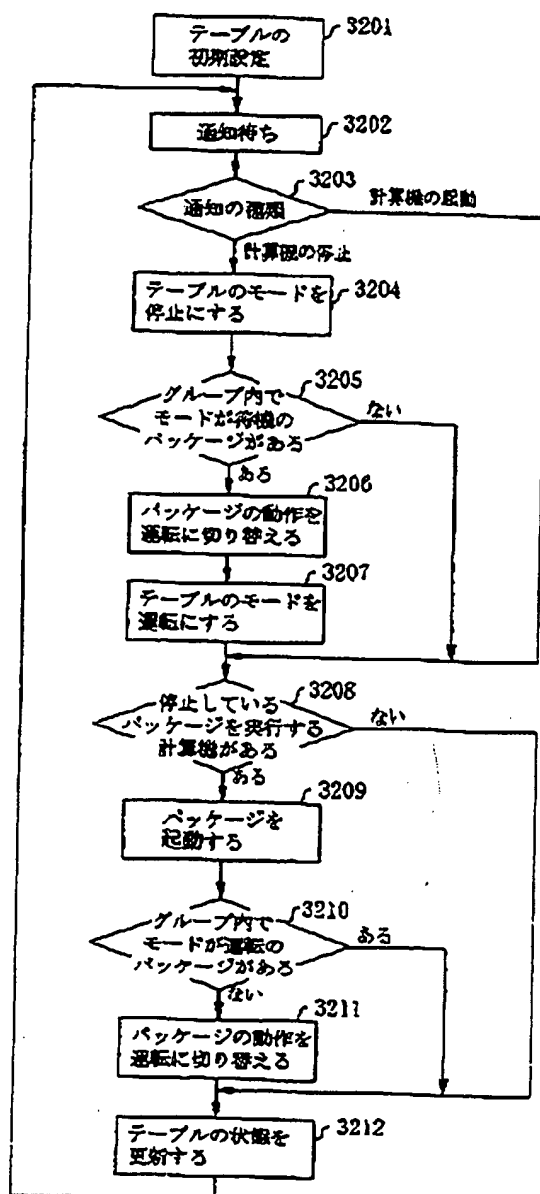 テーブルの
初期設定
3201
通知待ち
3202
通知の種類
3203
計算機の起動
計算機の停止
テーブルのモードを
停止にする
3204
グループ内で
モードが待機の
パッケージがある
3205
ない
ある
パッケージの動作を
運転に切り替える
3206
テーブルのモードを
運転にする
3207
停止している
パッケージを実行する
計算機がある
3208
ない
ある
パッケージを
起動する
3209
グループ内で
モードが運転の
パッケージがある
3210
ある
ない
パッケージの動作を
運転に切り替える
3211
テーブルの状態を
更新する
3212